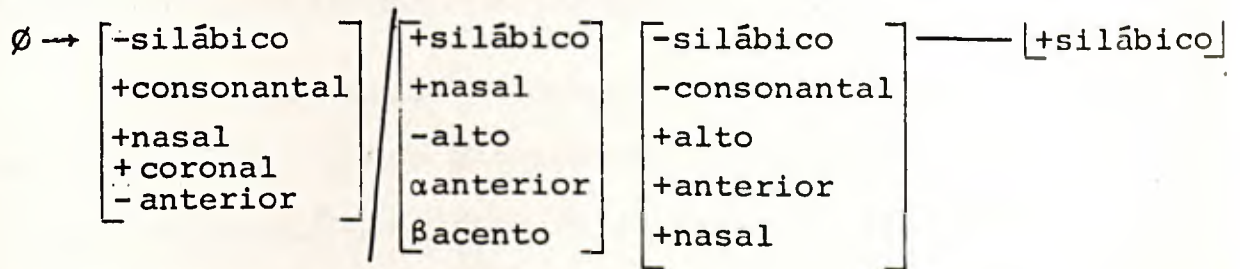 ∅ → [-silábico / [+silábico [-silábico ——— [+silábico]
+consonantal] +nasal -consonantal]
+nasal -alto +alto
+coronal αanterior +anterior
-anterior] βacento] +nasal]